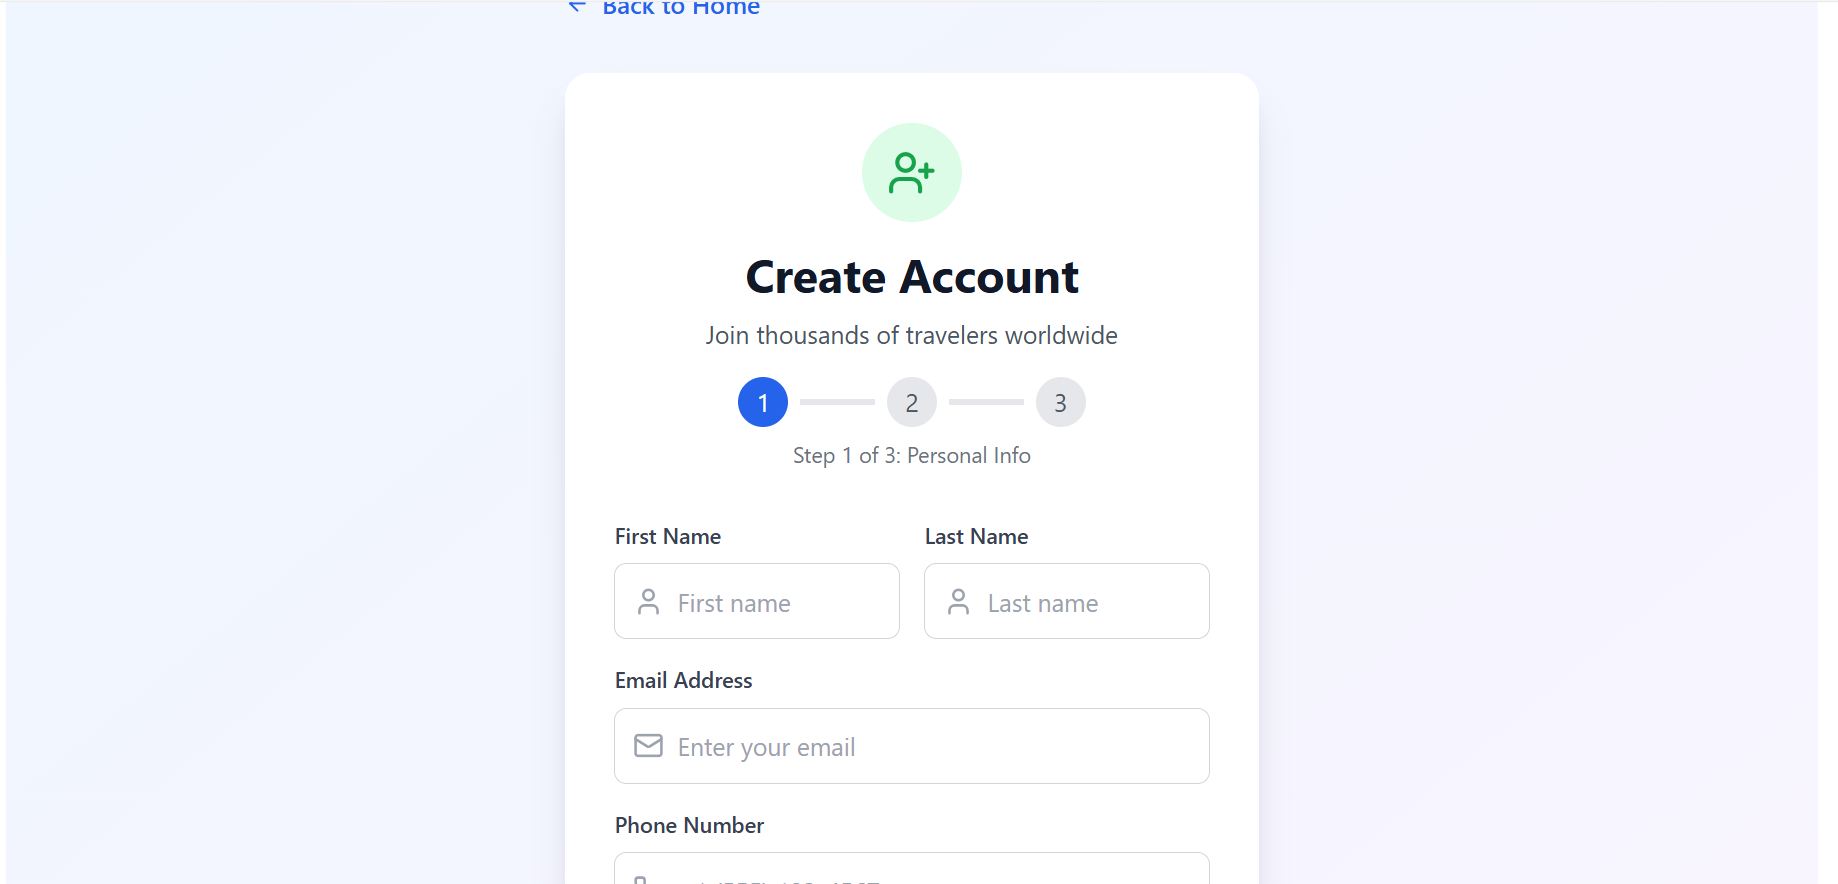 Back to Home
Create Account
Join thousands of travelers worldwide
1 2 3
Step 1 of 3: Personal Info
First Name Last Name
First name Last name
Email Address
Enter your email
Phone Number